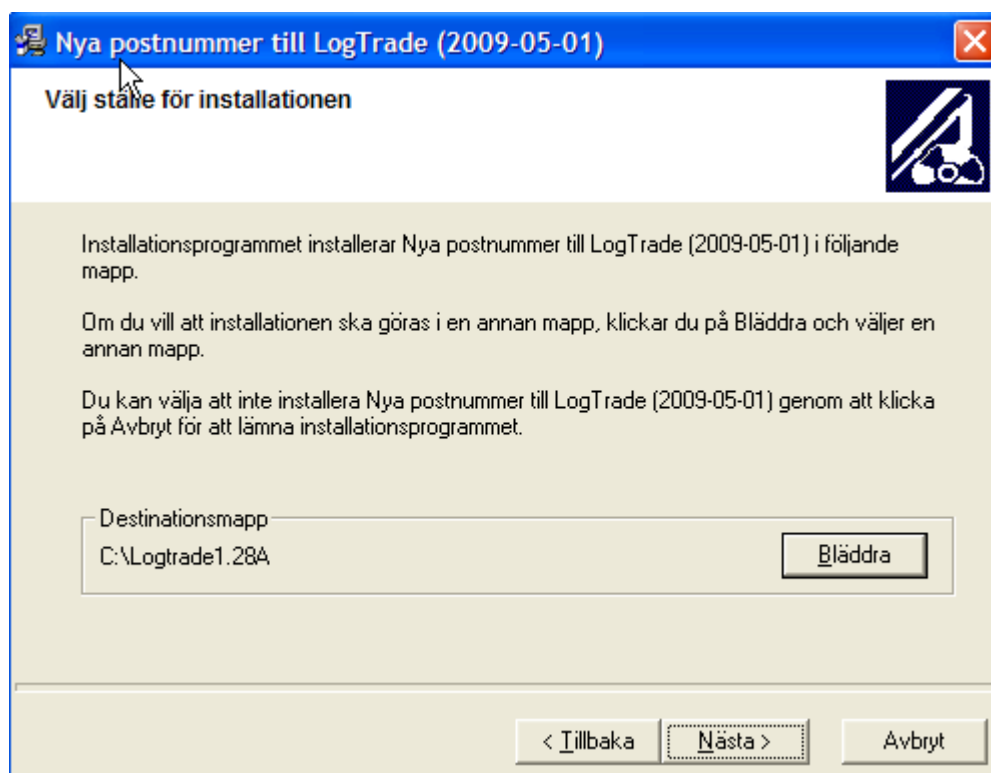 Nya postnummer till LogTrade (2009-05-01)
Välj ställe för installationen
Installationsprogrammet installerar Nya postnummer till LogTrade (2009-05-01) i följande
mapp.
Om du vill att installationen ska göras i en annan mapp, klickar du på Bläddra och väljer en
annan mapp.
Du kan välja att inte installera Nya postnummer till LogTrade (2009-05-01) genom att klicka
på Avbryt för att lämna installationsprogrammet.
Destinationsmapp
C:\Logtrade1.28A
Bläddra
< Tillbaka Nästa > Avbryt